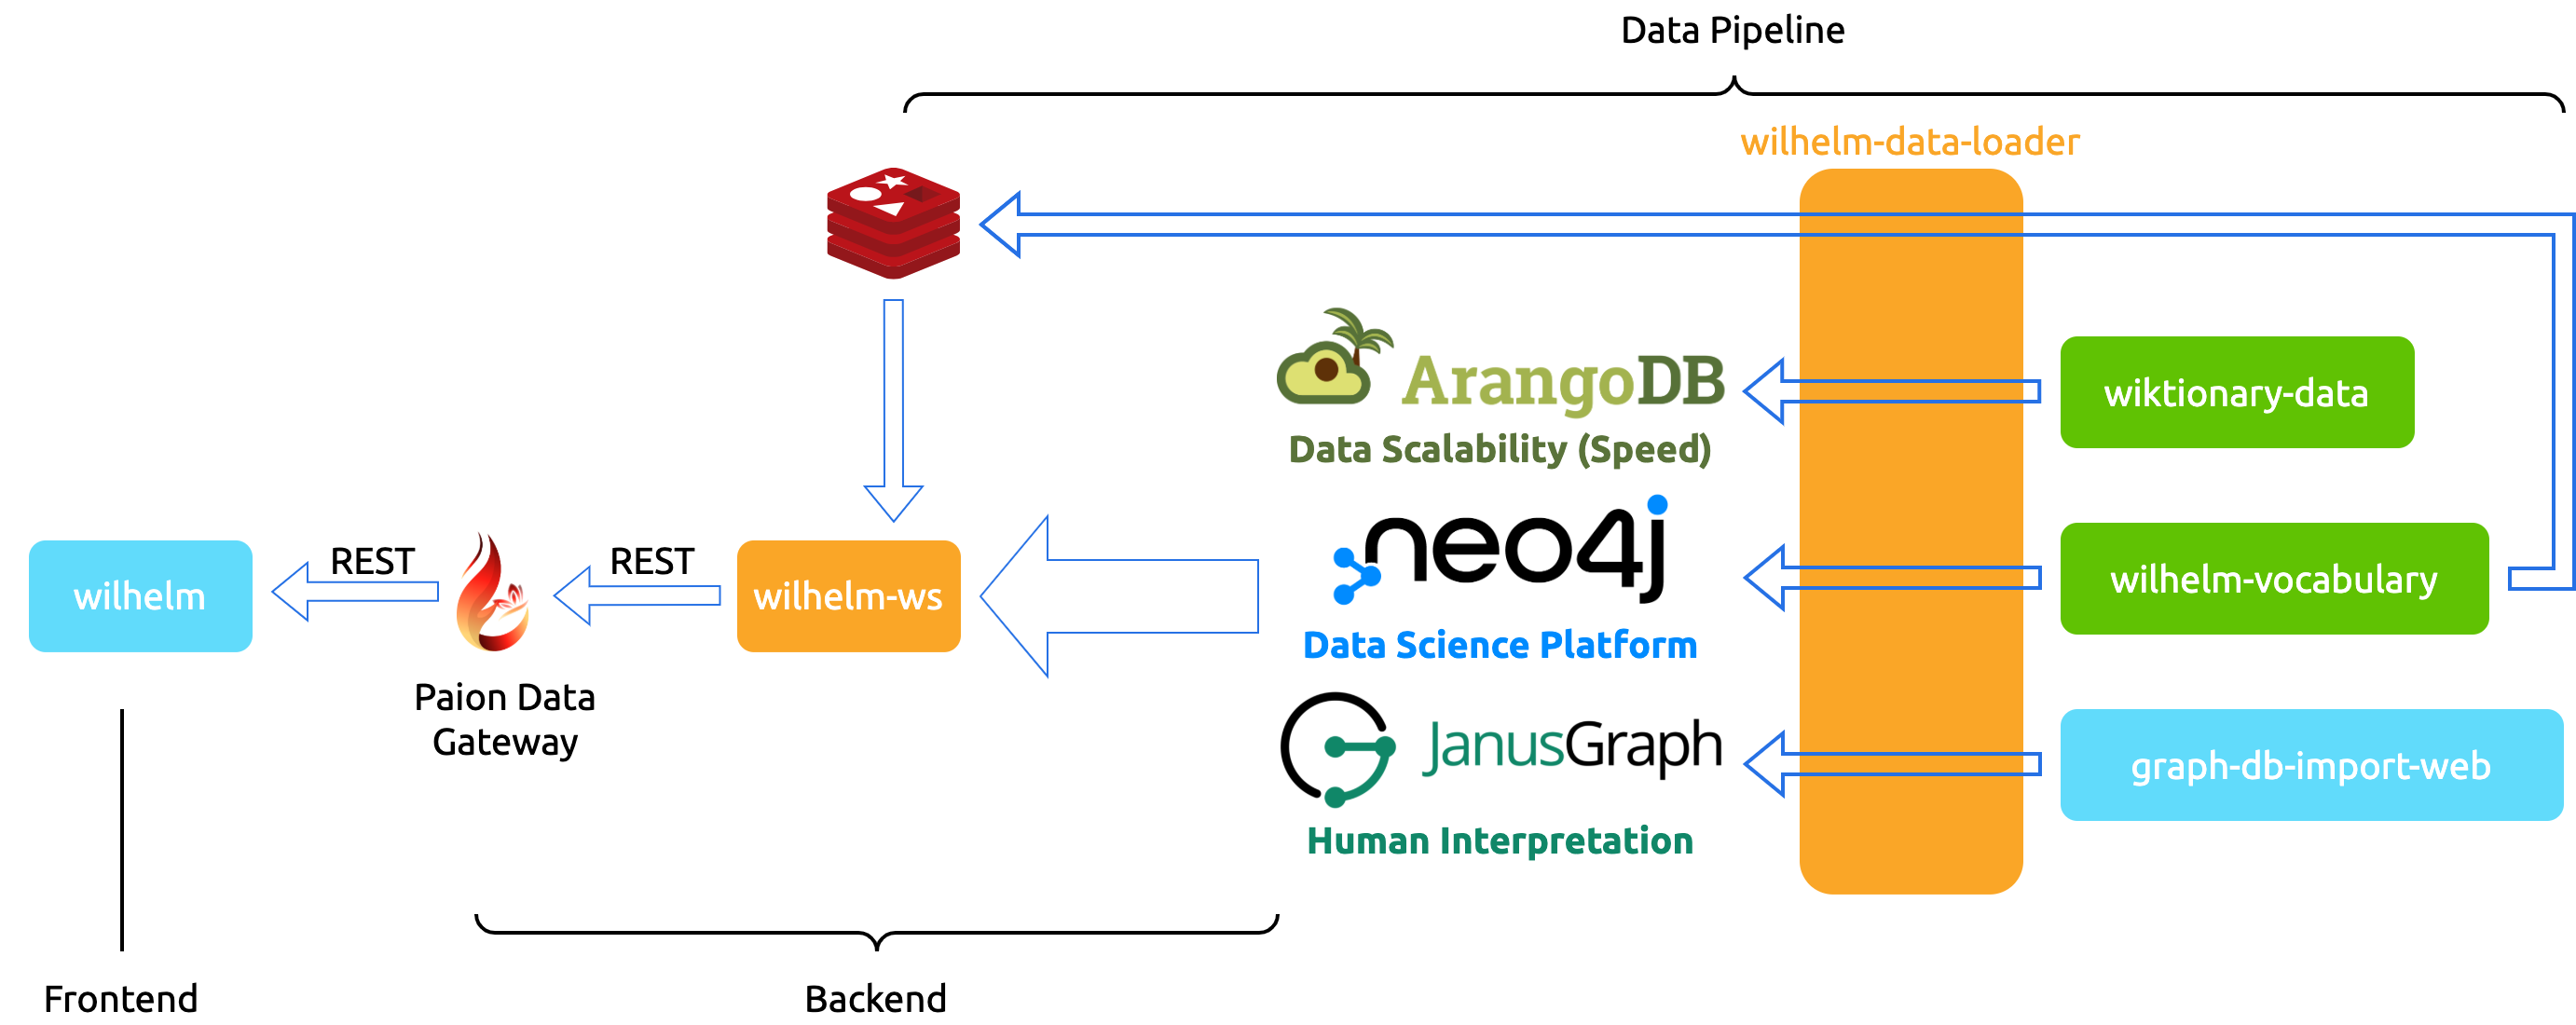 Data Pipeline
wilhelm-data-loader
ArangoDB
Data Scalability (Speed)
wiktionary-data
neo4j
Data Science Platform
wilhelm-vocabulary
wilhelm
REST
REST
wilhelm-ws
Paion Data
Gateway
JanusGraph
Human Interpretation
graph-db-import-web
Frontend
Backend